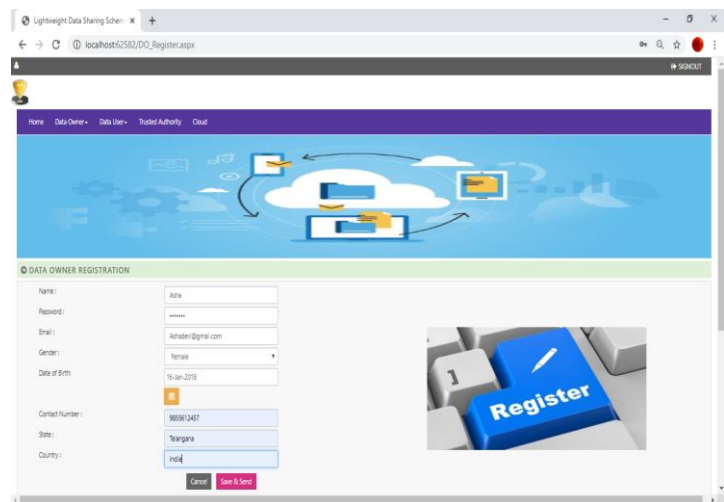 Lightweight Data Sharing Schem x +
localhost:62582/DO_Register.aspx
SIGNOUT
Home Data Owner Data User Trusted Authority Cloud
DATA OWNER REGISTRATION
Name : Asha
Password : •••••••
Email : Ashadevi@gmail.com
Gender : Female
Date of Birth: 16-Jan-2018
Contact Number : 9055612457
State : Telangana
Country : India
Cancel Save & Send
]
Register